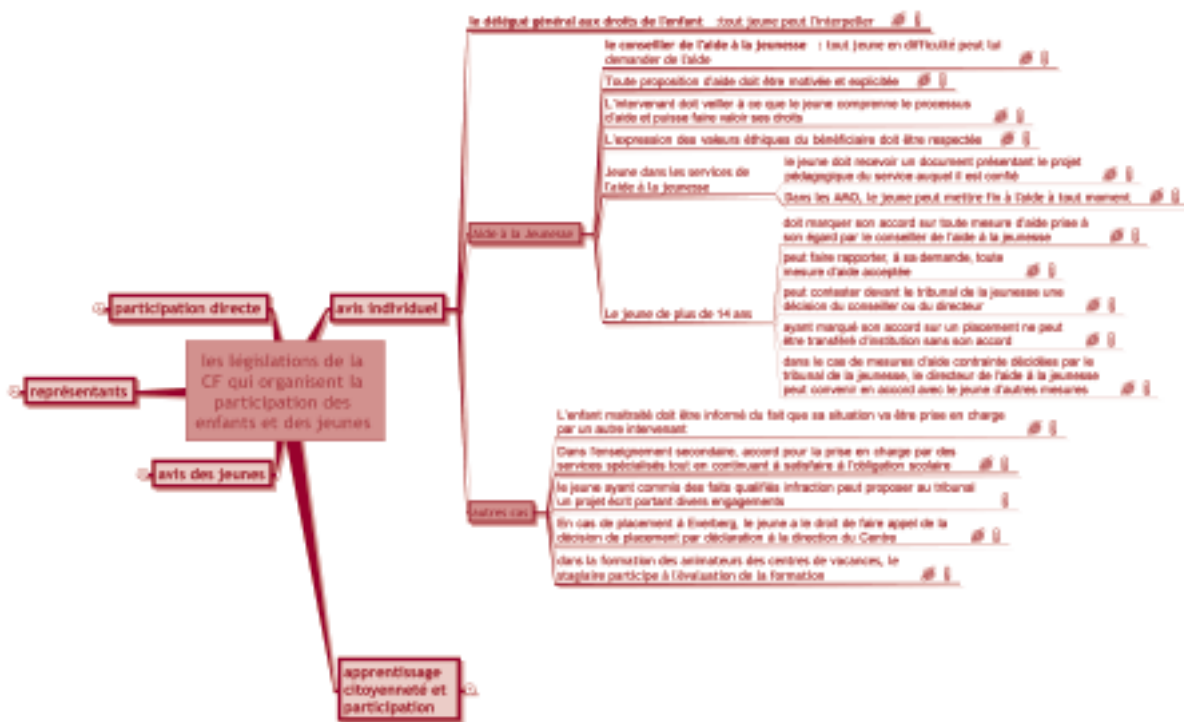 le délégué général aux droits de l'enfant :tout jeune peut l'interpeller
le conseiller de l'aide à la jeunesse : tout jeune en difficulté peut lui
demander de l'aide
Toute proposition d'aide doit être motivée et explicitée
L'intervenant doit veiller à ce que le jeune comprenne le processus
d'aide et puisse faire valoir ses droits
L'expression des valeurs éthiques du bénéficiaire doit être respectée
Jeune dans les services de
l'aide à la jeunesse
le jeune doit recevoir un document présentant le projet
pédagogique du service auquel il est confié
Dans les AMO, le jeune peut mettre fin à l'aide à tout moment
Aide à la Jeunesse
doit marquer son accord sur toute mesure d'aide prise à
son égard par le conseiller de l'aide à la jeunesse
peut faire rapporter, à sa demande, toute
mesure d'aide acceptée
Le jeune de plus de 14 ans
peut contester devant le tribunal de la jeunesse une
décision du conseiller ou du directeur
ayant marqué son accord sur un placement ne peut
être transféré d'institution sans son accord
dans le cas de mesures d'aide contrainte décidées par le
tribunal de la jeunesse, le directeur de l'aide à la jeunesse
peut convenir en accord avec le jeune d'autres mesures
participation directe
avis individuel
les législations de la
CF qui organisent la
participation des
enfants et des jeunes
représentants
avis des jeunes
L'enfant maltraité doit être informé du fait que sa situation va être prise en charge
par un autre intervenant
Dans l'enseignement secondaire, accord pour la prise en charge par des
services spécialisés tout en continuant à satisfaire à l'obligation scolaire
autres cas
le jeune ayant commis des faits qualifiés infraction peut proposer au tribunal
un projet écrit portant divers engagements
En cas de placement à Everberg, le jeune a le droit de faire appel de la
décision de placement par déclaration à la direction du Centre
dans la formation des animateurs des centres de vacances, le
stagiaire participe à l'évaluation de la formation
apprentissage
citoyenneté et
participation